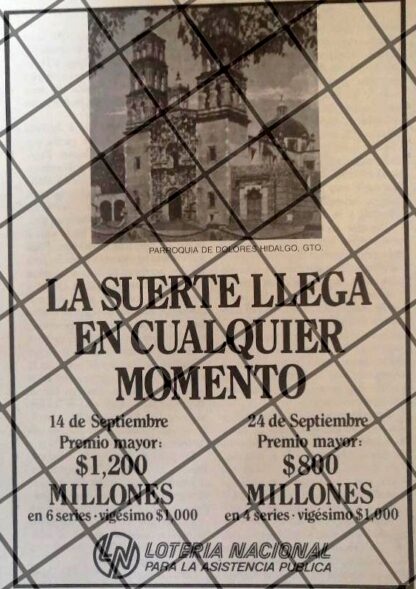 PARROQUIA DE DOLORES HIDALGO, GTO.
LA SUERTE LLEGA
EN CUALQUIER
MOMENTO
14 de Septiembre
Premio mayor:
$1,200
MILLONES
en 6 series · vigésimo $1,000
24 de Septiembre
Premio mayor:
$800
MILLONES
en 4 series · vigésimo $1,000
LN LOTERIA NACIONAL
PARA LA ASISTENCIA PUBLICA